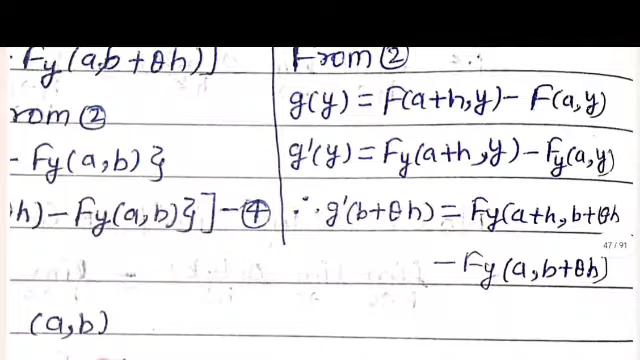 · Fy(a,b+θh)]
rom ②
- Fy(a,b)}
h) - Fy(a,b)}] - ④
(a,b)
From ②
g(y) = F(a+h,y) - F(a,y)
g'(y) = Fy(a+h,y) - Fy(a,y)
∴ g'(b+θh) = Fy(a+h, b+θh
- Fy(a,b+θh)
47 / 91